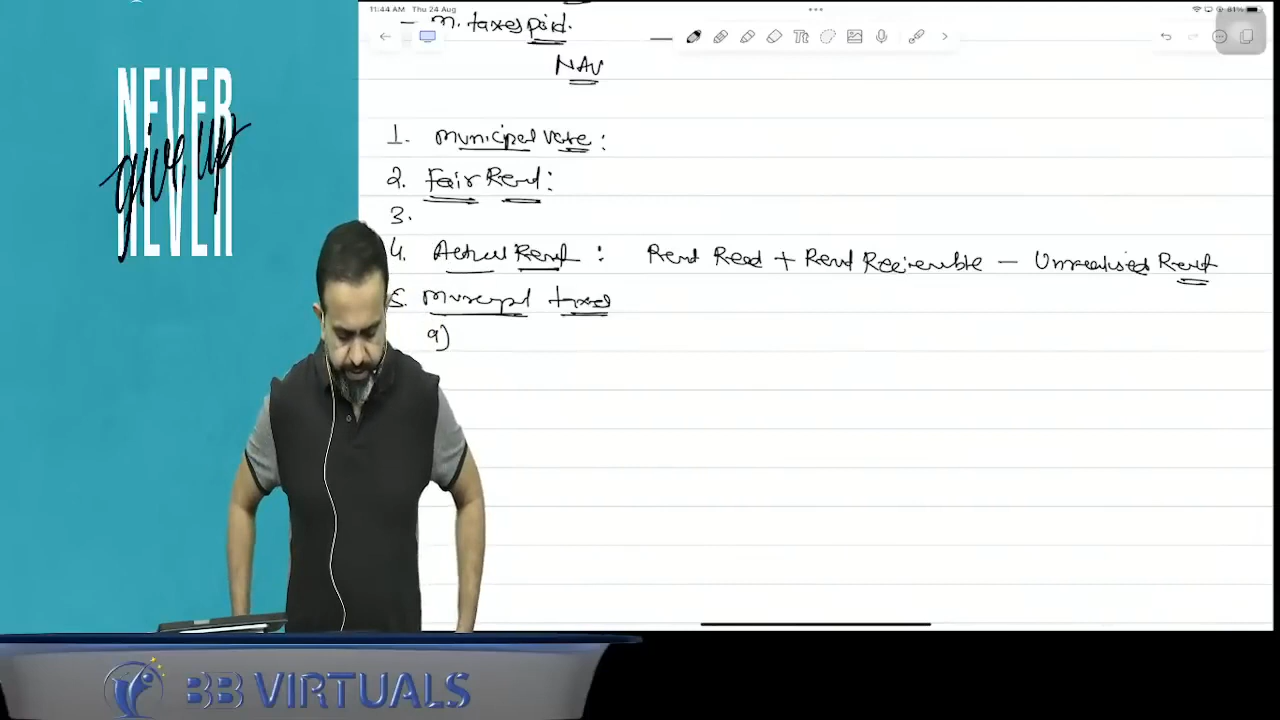 11:44 AM Thu 24 Aug
81%
- M. taxes paid.
NAV
1. Municipal Value:
2. Fair Rent:
3.
4. Actual Rent : Rent Recd + Rent Receivable - Unrealised Rent
5. Municipal taxes
a)
NEVER
give up
NEVER
BB VIRTUALS